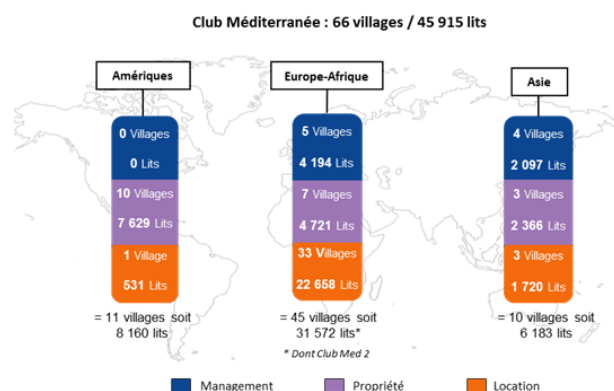 Club Méditerranée : 66 villages / 45 915 lits
Amériques
0 Villages
0 Lits
10 Villages
7 629 Lits
1 Village
531 Lits
= 11 villages soit
8 160 lits
Europe-Afrique
5 Villages
4 194 Lits
7 Villages
4 721 Lits
33 Villages
22 658 Lits
= 45 villages soit
31 572 lits*
* Dont Club Med 2
Asie
4 Villages
2 097 Lits
3 Villages
2 366 Lits
3 Villages
1 720 Lits
= 10 villages soit
6 183 lits
Management
Propriété
Location